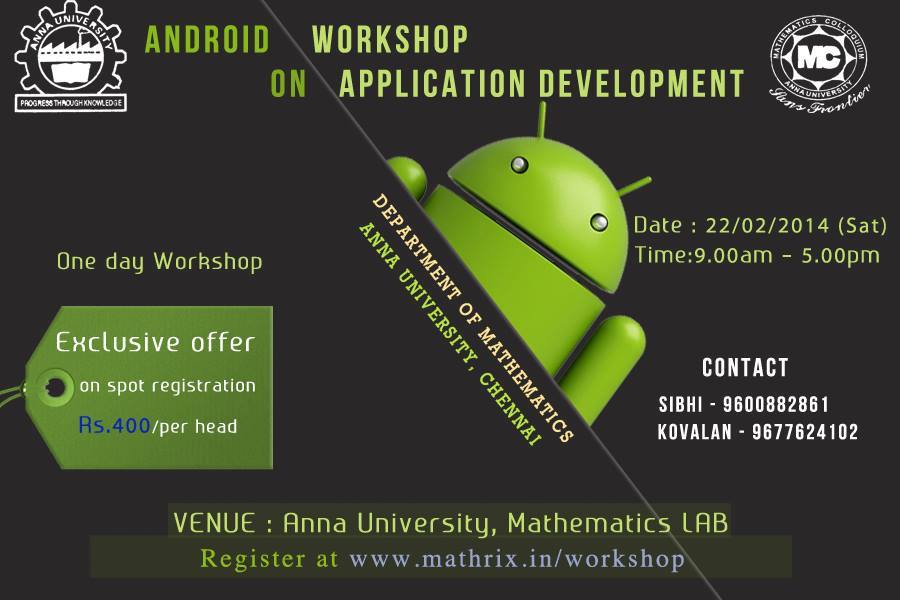 ANNA UNIVERSITY
PROGRESS THROUGH KNOWLEDGE
ANDROID WORKSHOP
ON APPLICATION DEVELOPMENT
MATHEMATICS COLLOQUIUM
MC
ANNA UNIVERSITY
Sans Frontier
DEPARTMENT OF MATHEMATICS
ANNA UNIVERSITY, CHENNAI
Date : 22/02/2014 (Sat)
Time:9.00am - 5.00pm
One day Workshop
Exclusive offer
on spot registration
Rs.400/per head
CONTACT
SIBHI - 9600882861
KOVALAN - 9677624102
VENUE : Anna University, Mathematics LAB
Register at www.mathrix.in/workshop